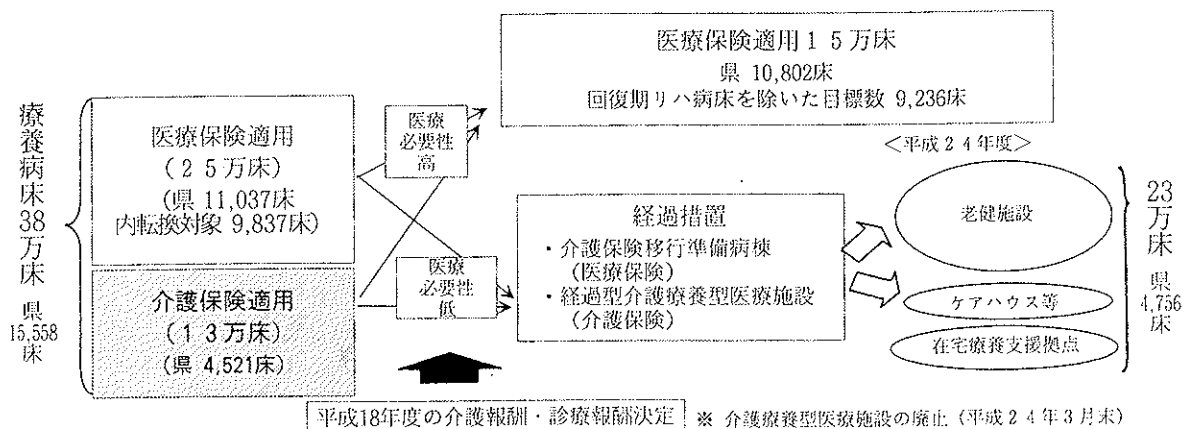 療養病床38万床 県15,558床
医療保険適用
(25万床)
(県 11,037床
内転換対象 9,837床)
介護保険適用
(13万床)
(県 4,521床)
医療
必要性
高
医療
必要性
低
医療保険適用15万床
県 10,802床
回復期リハ病床を除いた目標数 9,236床
<平成24年度>
経過措置
・介護保険移行準備病棟
(医療保険)
・経過型介護療養型医療施設
(介護保険)
老健施設
ケアハウス等
在宅療養支援拠点
23万床 県4,756床
平成18年度の介護報酬・診療報酬決定
※ 介護療養型医療施設の廃止(平成24年3月末)